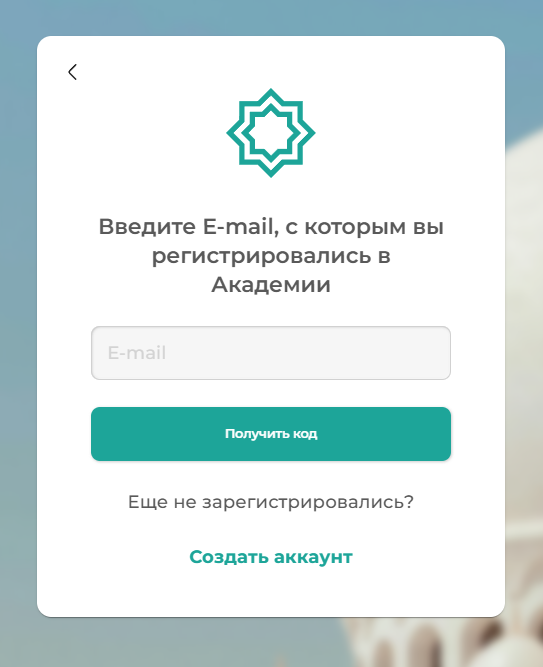 Введите E-mail, с которым вы
регистрировались в
Академии
E-mail
Получить код
Еще не зарегистрировались?
Создать аккаунт